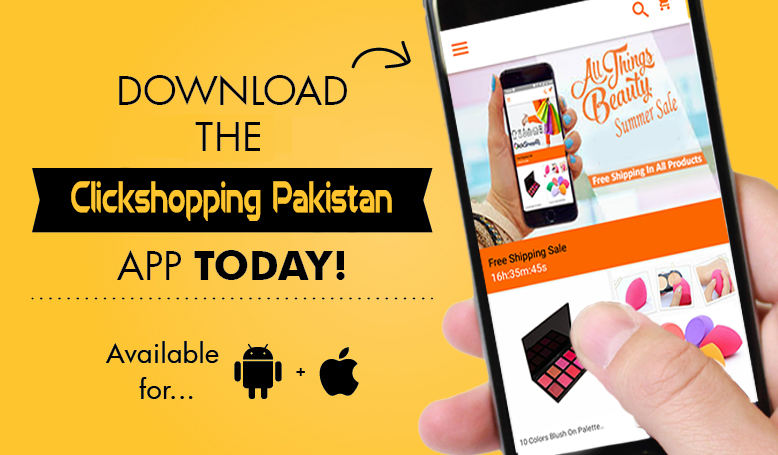 DOWNLOAD
THE
Clickshopping Pakistan
APP TODAY!
Available
for...
+
All Things
Beauty
Summer Sale
Free Shipping In All Products
Free Shipping Sale
16h:35m:45s
10 Colors Blush On Palette..